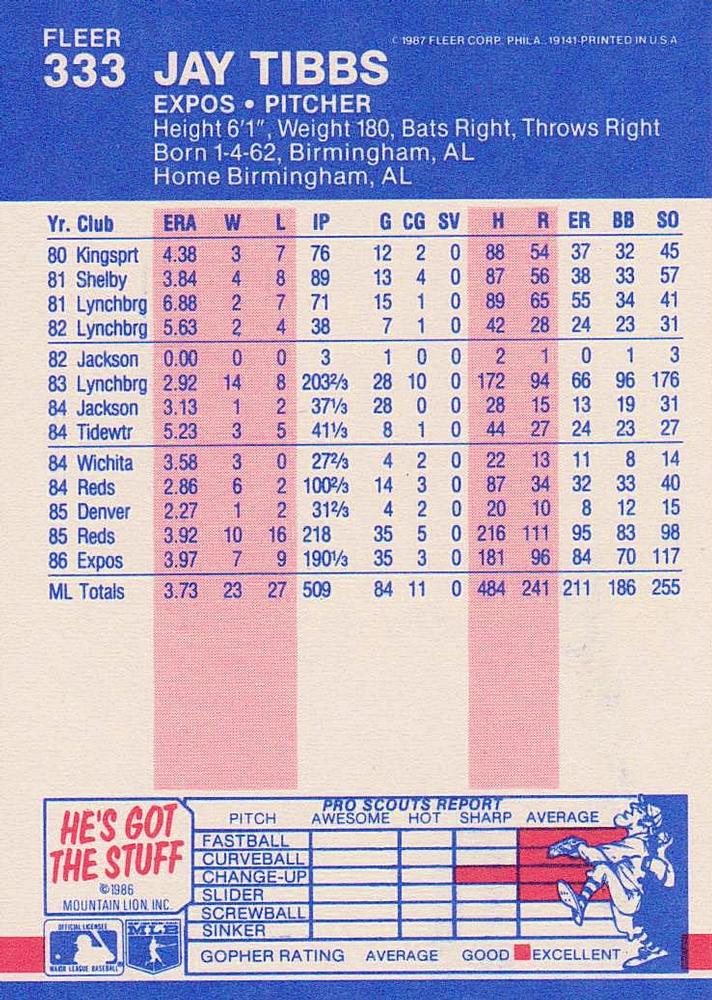 FLEER
333 JAY TIBBS
© 1987 FLEER CORP. PHILA. 19141-PRINTED IN U.S.A
EXPOS • PITCHER
Height 6'1", Weight 180, Bats Right, Throws Right
Born 1-4-62, Birmingham, AL
Home Birmingham, AL
Yr. Club ERA W L IP G CG SV H R ER BB SO
80 Kingsprt 4.38 3 7 76 12 2 0 88 54 37 32 45
81 Shelby 3.84 4 8 89 13 4 0 87 56 38 33 57
81 Lynchbrg 6.88 2 7 71 15 1 0 89 65 55 34 41
82 Lynchbrg 5.63 2 4 38 7 1 0 42 28 24 23 31
82 Jackson 0.00 0 0 3 1 0 0 2 1 0 1 3
83 Lynchbrg 2.92 14 8 203⅔ 28 10 0 172 94 66 96 176
84 Jackson 3.13 1 2 37⅓ 28 0 0 28 15 13 19 31
84 Tidewtr 5.23 3 5 41⅓ 8 1 0 44 27 24 23 27
84 Wichita 3.58 3 0 27⅔ 4 2 0 22 13 11 8 14
84 Reds 2.86 6 2 100⅔ 14 3 0 87 34 32 33 40
85 Denver 2.27 1 2 31⅔ 4 2 0 20 10 8 12 15
85 Reds 3.92 10 16 218 35 5 0 216 111 95 83 98
86 Expos 3.97 7 9 190⅓ 35 3 0 181 96 84 70 117
ML Totals 3.73 23 27 509 84 11 0 484 241 211 186 255
HE'S GOT
THE STUFF
©1986
MOUNTAIN LION, INC.
OFFICIAL LICENSEE
MAJOR LEAGUE BASEBALL
MLB
PRO SCOUTS REPORT
PITCH AWESOME HOT SHARP AVERAGE
FASTBALL
CURVEBALL
CHANGE-UP
SLIDER
SCREWBALL
SINKER
GOPHER RATING AVERAGE GOOD EXCELLENT